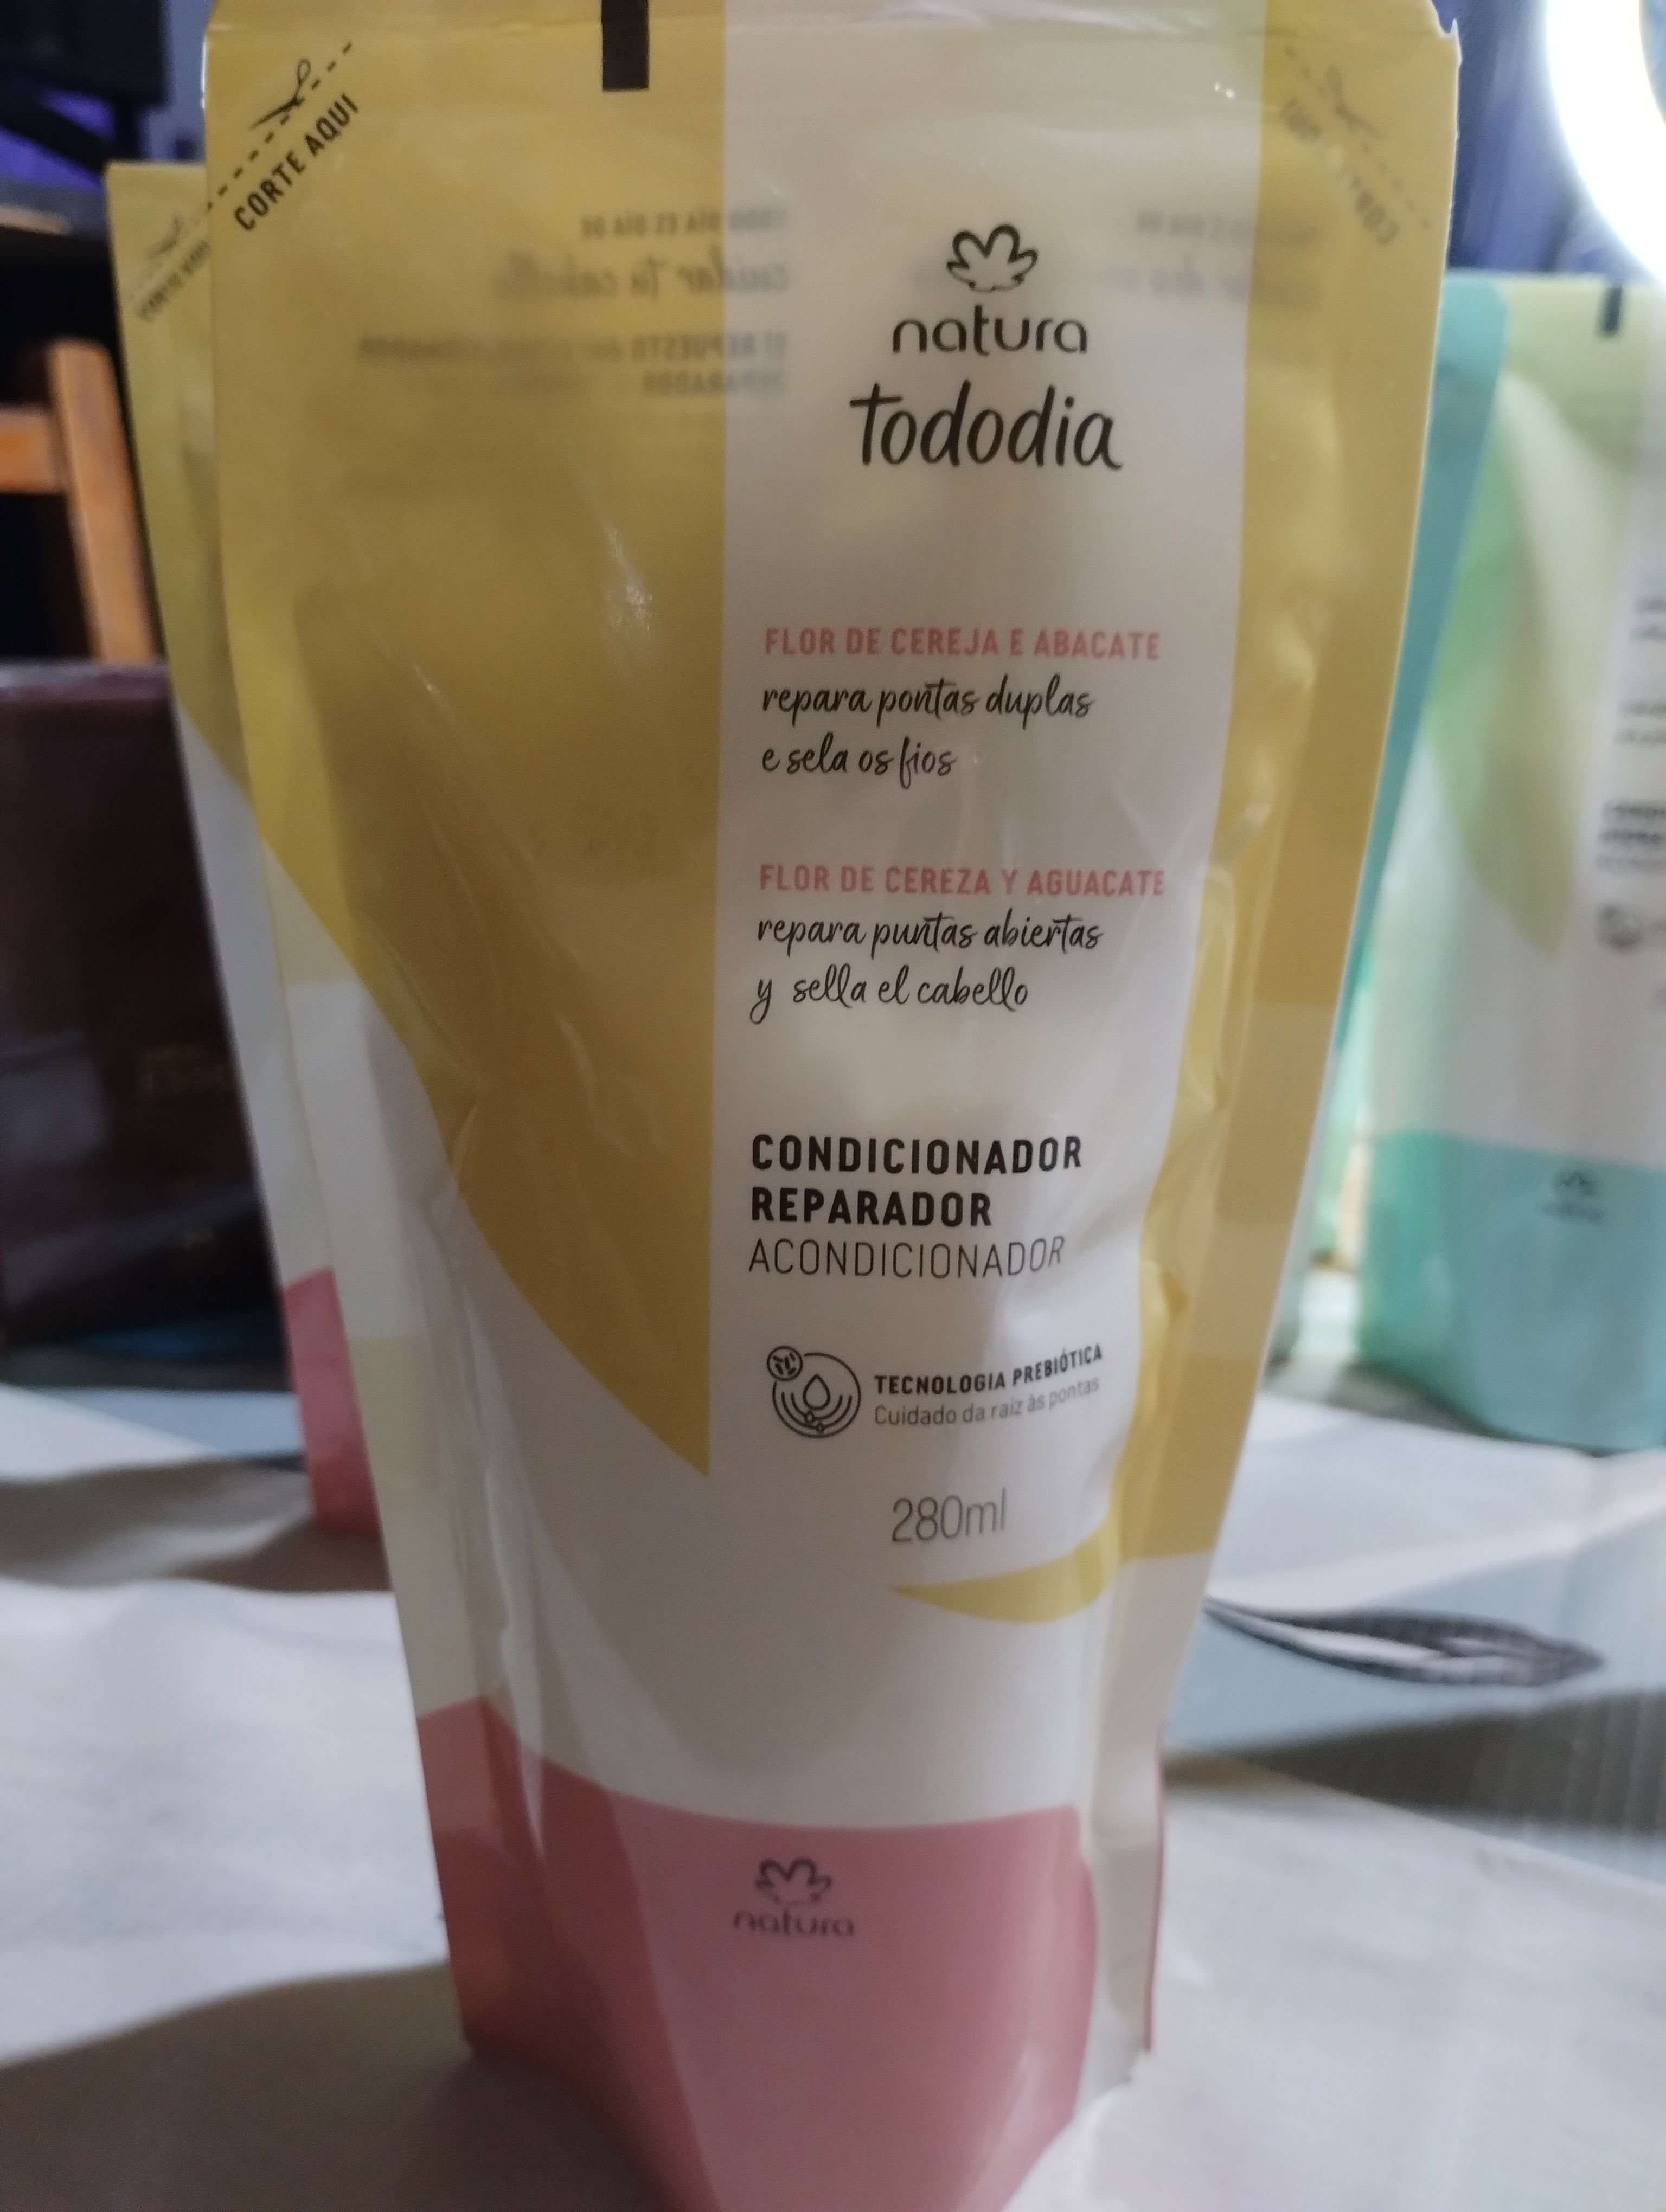 CORTE AQUI
natura
tododia
FLOR DE CEREJA E ABACATE
repara pontas duplas
e sela os fios
FLOR DE CEREZA Y AGUACATE
repara puntas abiertas
y sella el cabello
CONDICIONADOR
REPARADOR
ACONDICIONADOR
TECNOLOGIA PREBIÓTICA
Cuidado da raiz às pontas
280ml
natura